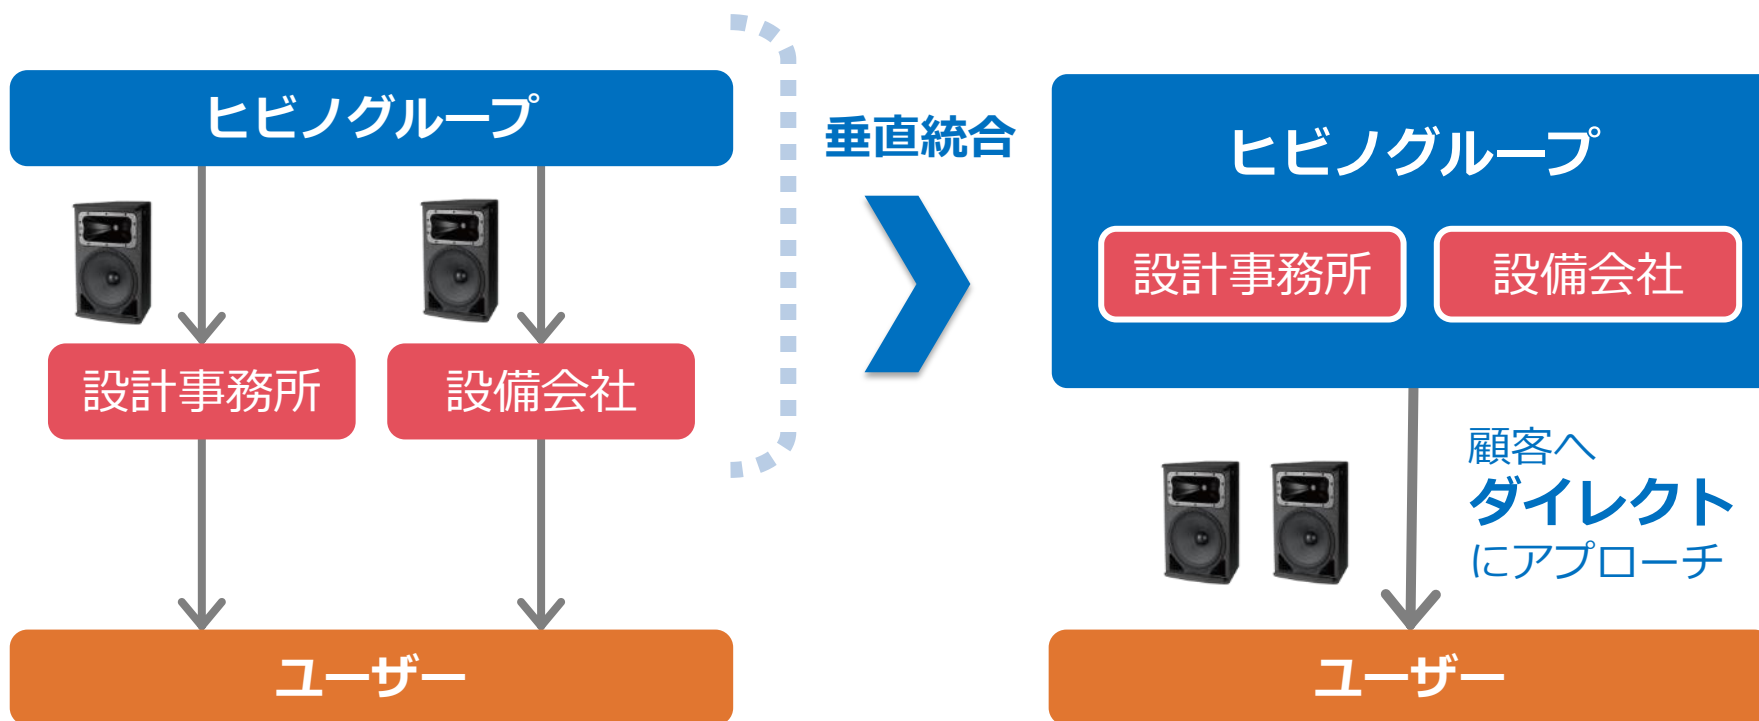 ヒビノグループ
設計事務所
設備会社
ユーザー
垂直統合
ヒビノグループ
設計事務所
設備会社
顧客へ
ダイレクト
にアプローチ
ユーザー